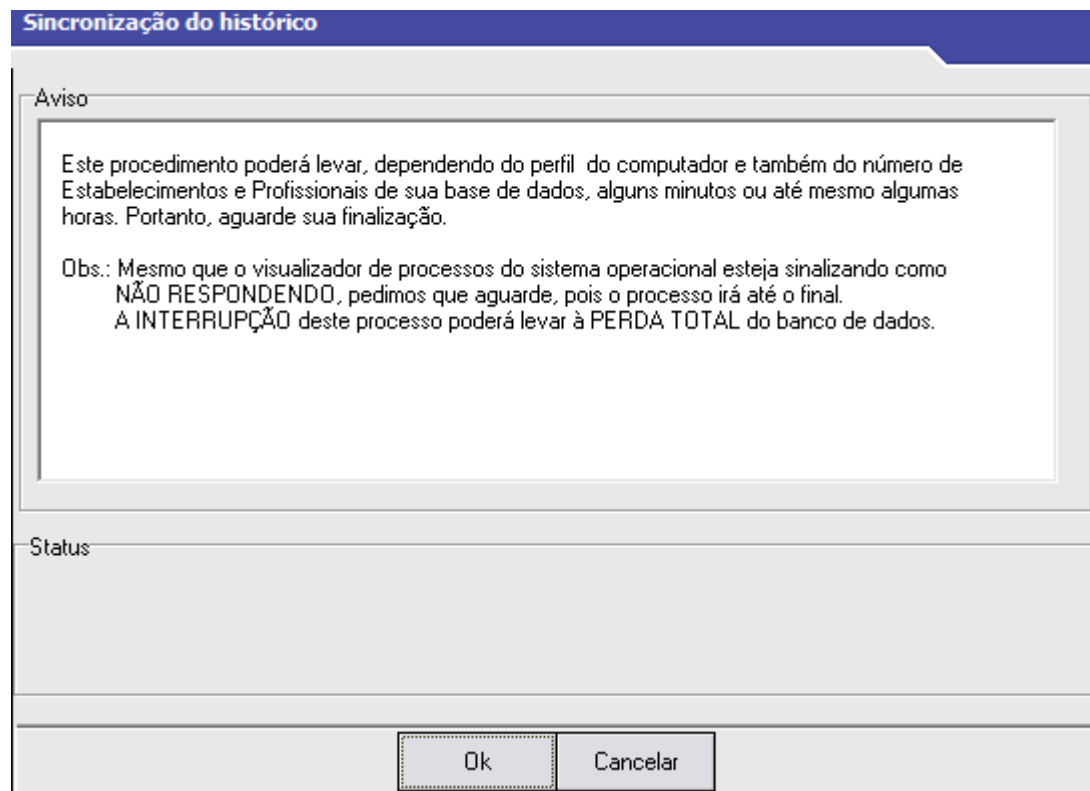 Sincronização do histórico
Aviso
Este procedimento poderá levar, dependendo do perfil do computador e também do número de
Estabelecimentos e Profissionais de sua base de dados, alguns minutos ou até mesmo algumas
horas. Portanto, aguarde sua finalização.
Obs.: Mesmo que o visualizador de processos do sistema operacional esteja sinalizando como
NÃO RESPONDENDO, pedimos que aguarde, pois o processo irá até o final.
A INTERRUPÇÃO deste processo poderá levar à PERDA TOTAL do banco de dados.
Status
Ok Cancelar